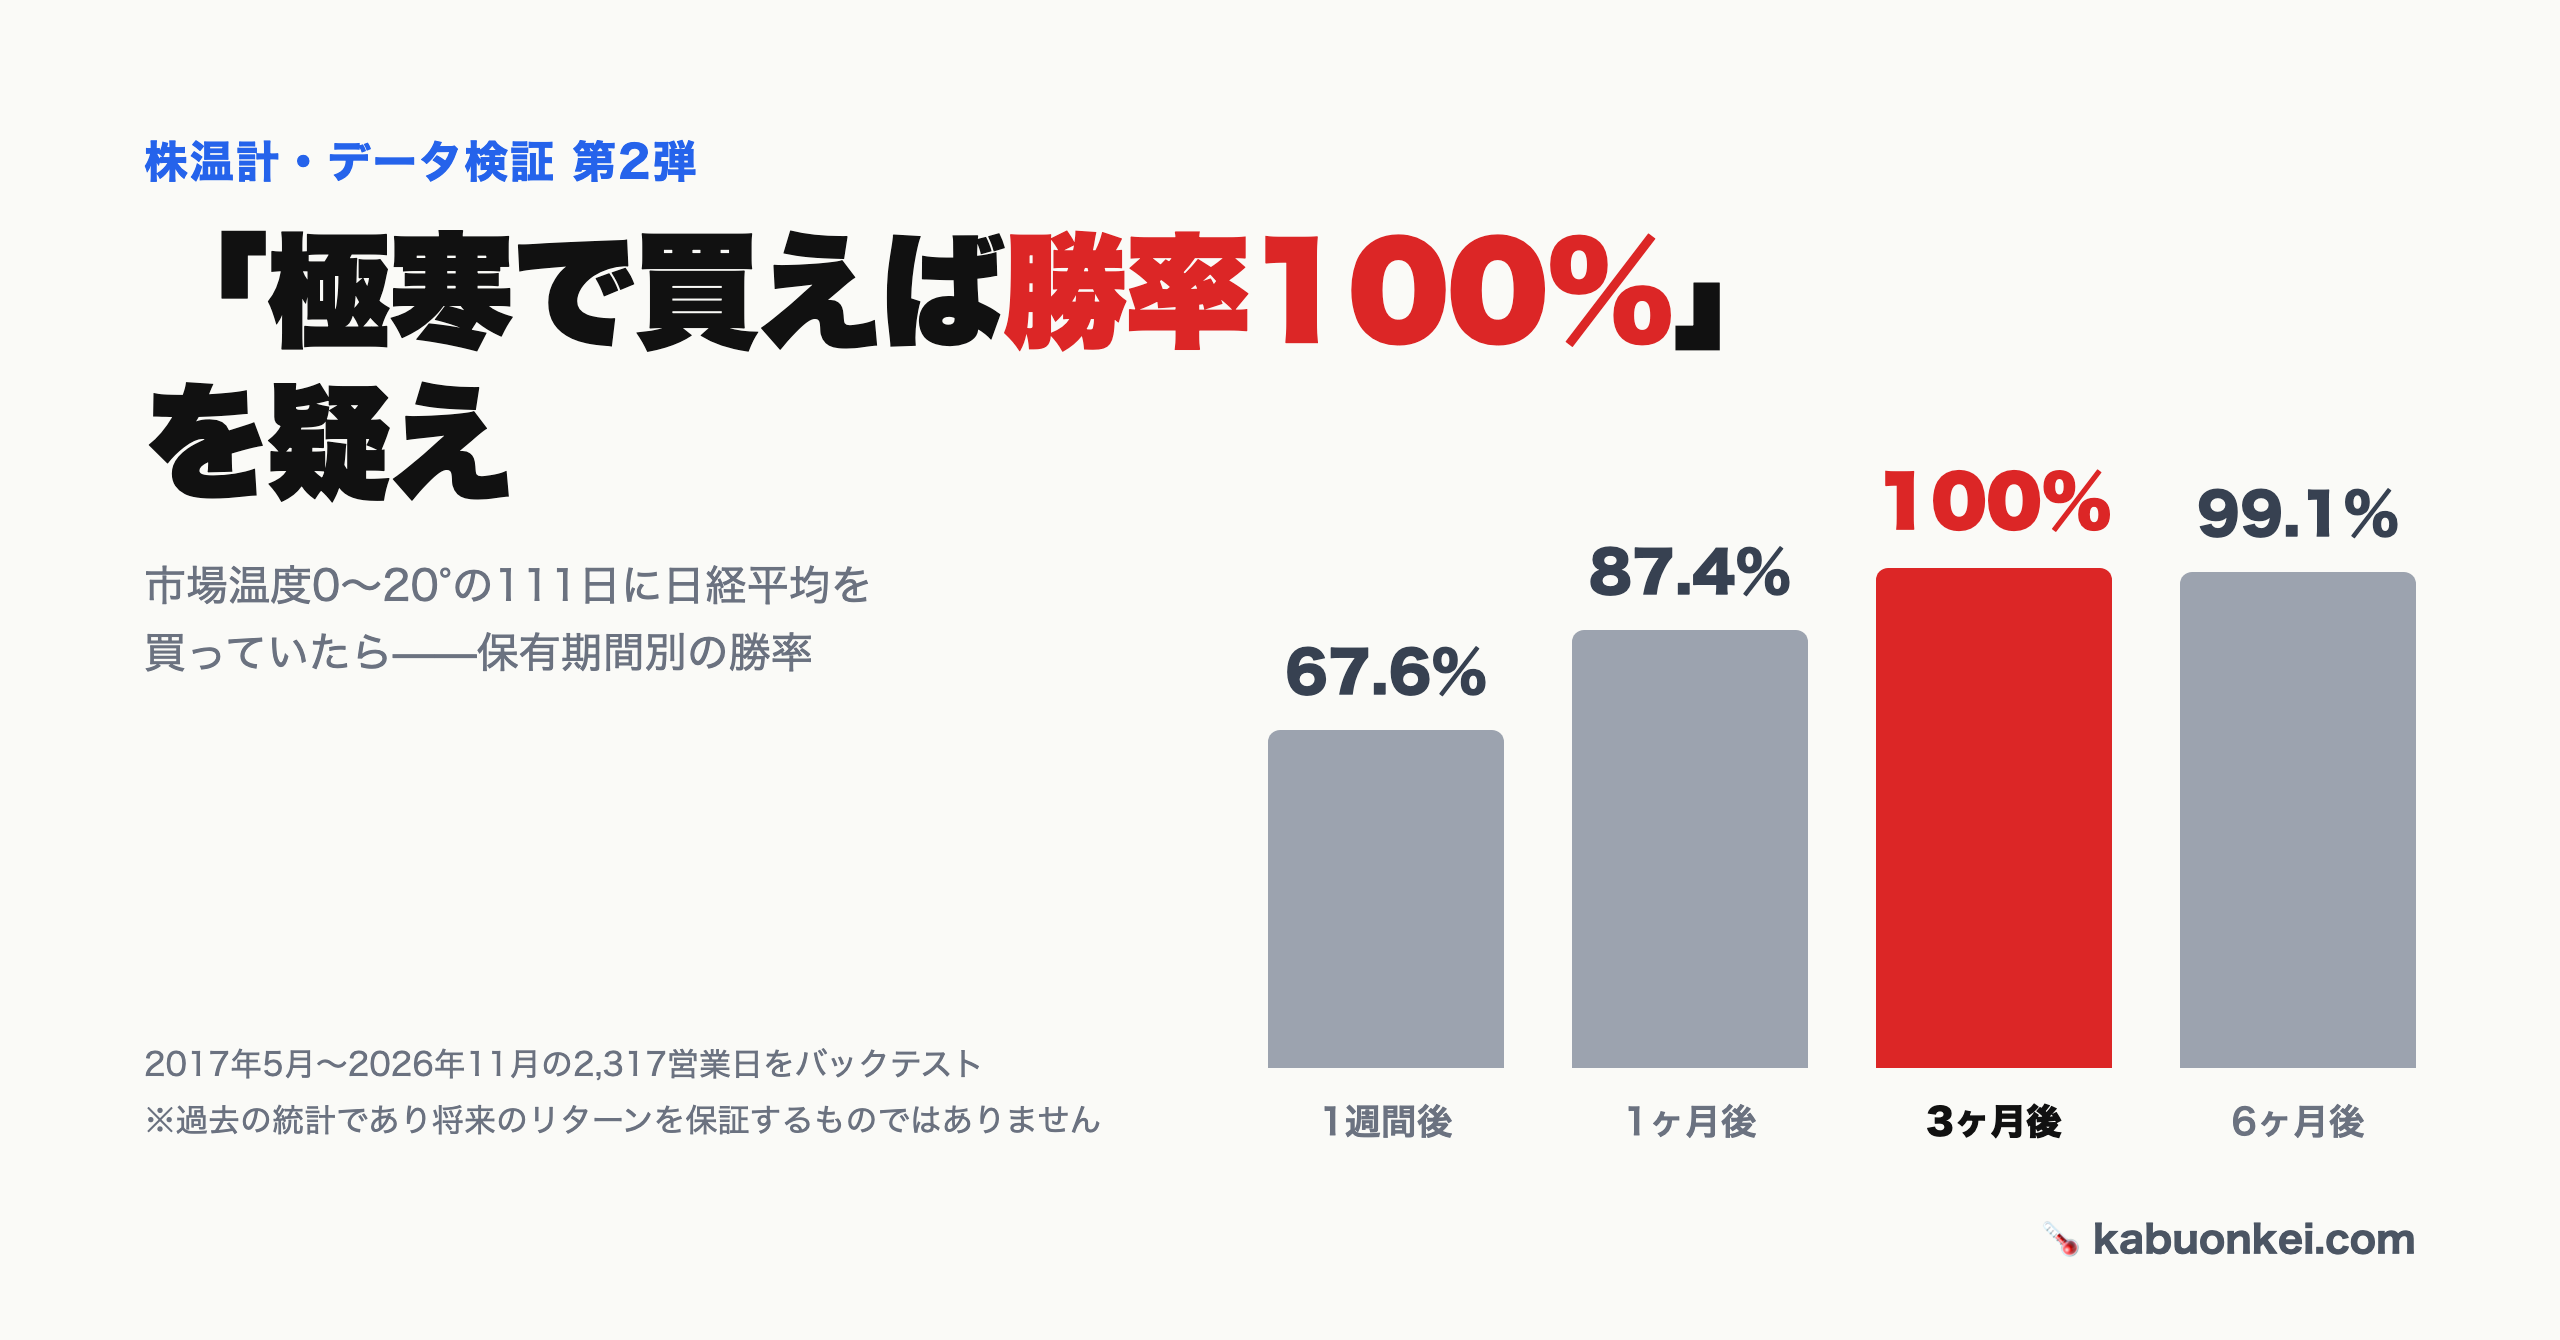 株温計・データ検証 第2弾
「極寒で買えば勝率100%」
を疑え
市場温度0〜20°の111日に日経平均を
買っていたら——保有期間別の勝率
67.6%
87.4%
100%
99.1%
1週間後
1ヶ月後
3ヶ月後
6ヶ月後
2017年5月〜2026年11月の2,317営業日をバックテスト
※過去の統計であり将来のリターンを保証するものではありません
kabuonkei.com